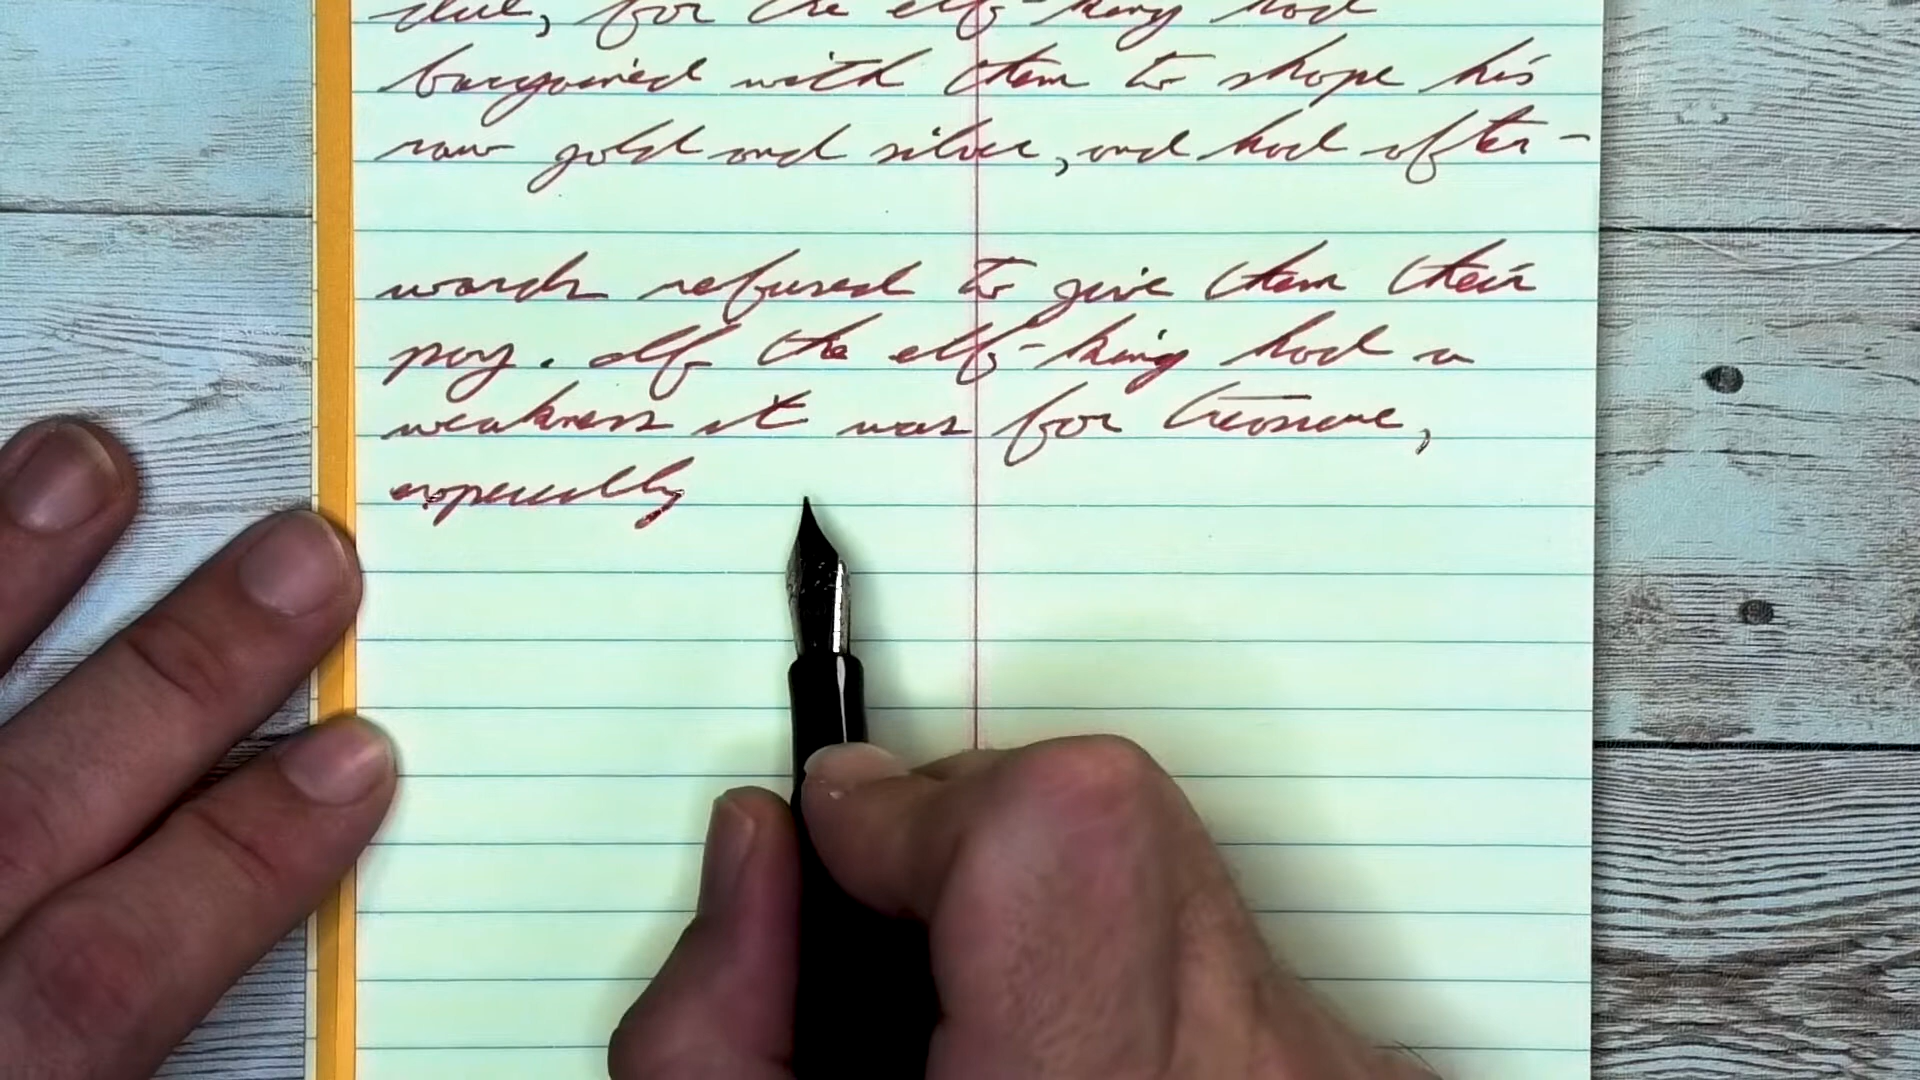 due, for the elf-king had
bargained with them to shape his
raw gold and silver, and had after-
wards refused to give them their
pay. If the elf-king had a
weakness it was for treasure,
especially